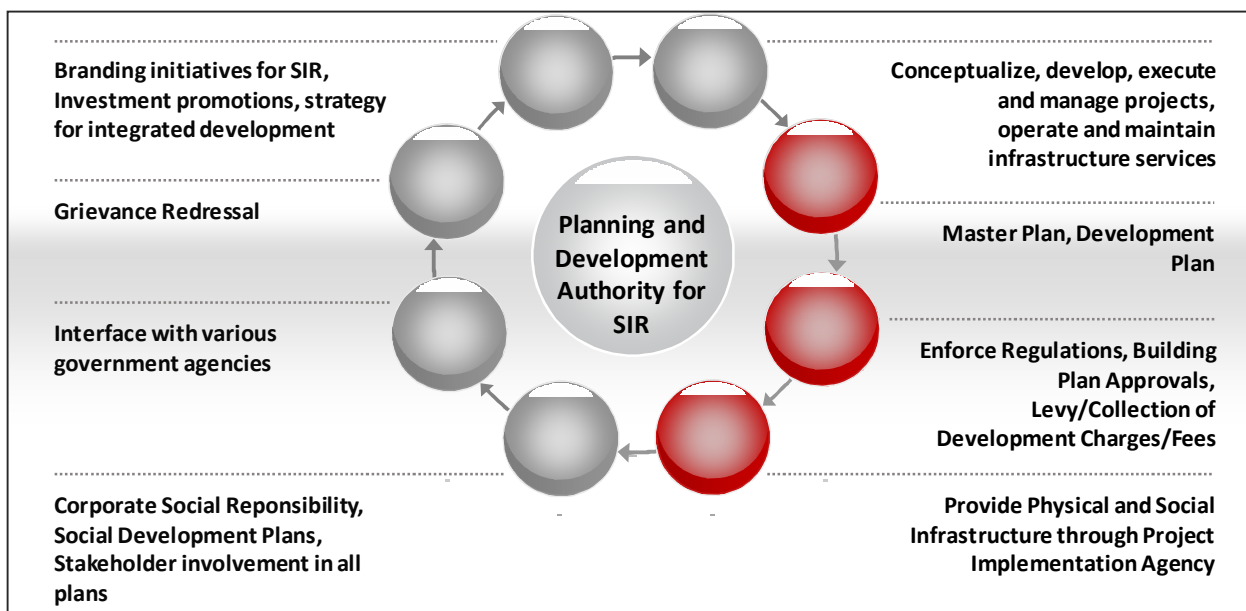 Branding initiatives for SIR,
Investment promotions, strategy
for integrated development
Grievance Redressal
Interface with various
government agencies
Corporate Social Reponsibility,
Social Development Plans,
Stakeholder involvement in all
plans
Planning and
Development
Authority for
SIR
Conceptualize, develop, execute
and manage projects,
operate and maintain
infrastructure services
Master Plan, Development
Plan
Enforce Regulations, Building
Plan Approvals,
Levy/Collection of
Development Charges/Fees
Provide Physical and Social
Infrastructure through Project
Implementation Agency